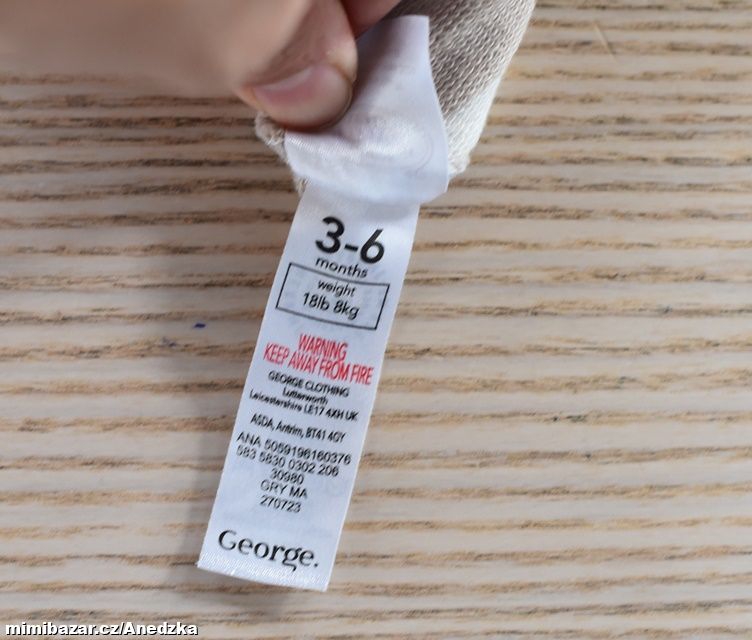 3-6
months
weight
18lb 8kg
WARNING
KEEP AWAY FROM FIRE
GEORGE CLOTHING
Lutterworth
Leicestershire LE17 4XH UK
ASDA, Antrim, BT41 4GY
ANA 5059196160376
583 5830 0302 206
30980
GRY MA
270723
George.
mimibazar.cz/Anedzka